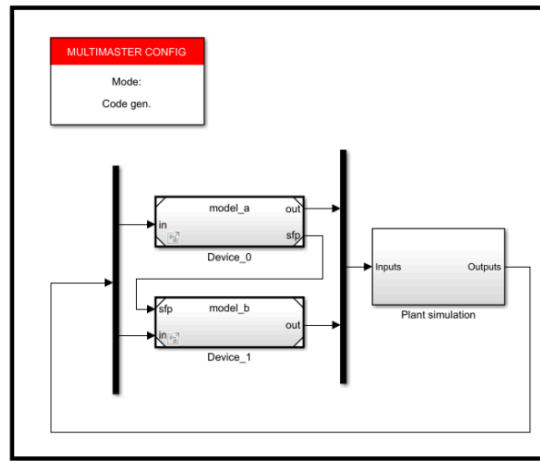 MULTIMASTER CONFIG
Mode:
Code gen.
model_a
out
in
sfp
Device_0
Inputs
Outputs
Plant simulation
sfp
model_b
out
in
Device_1